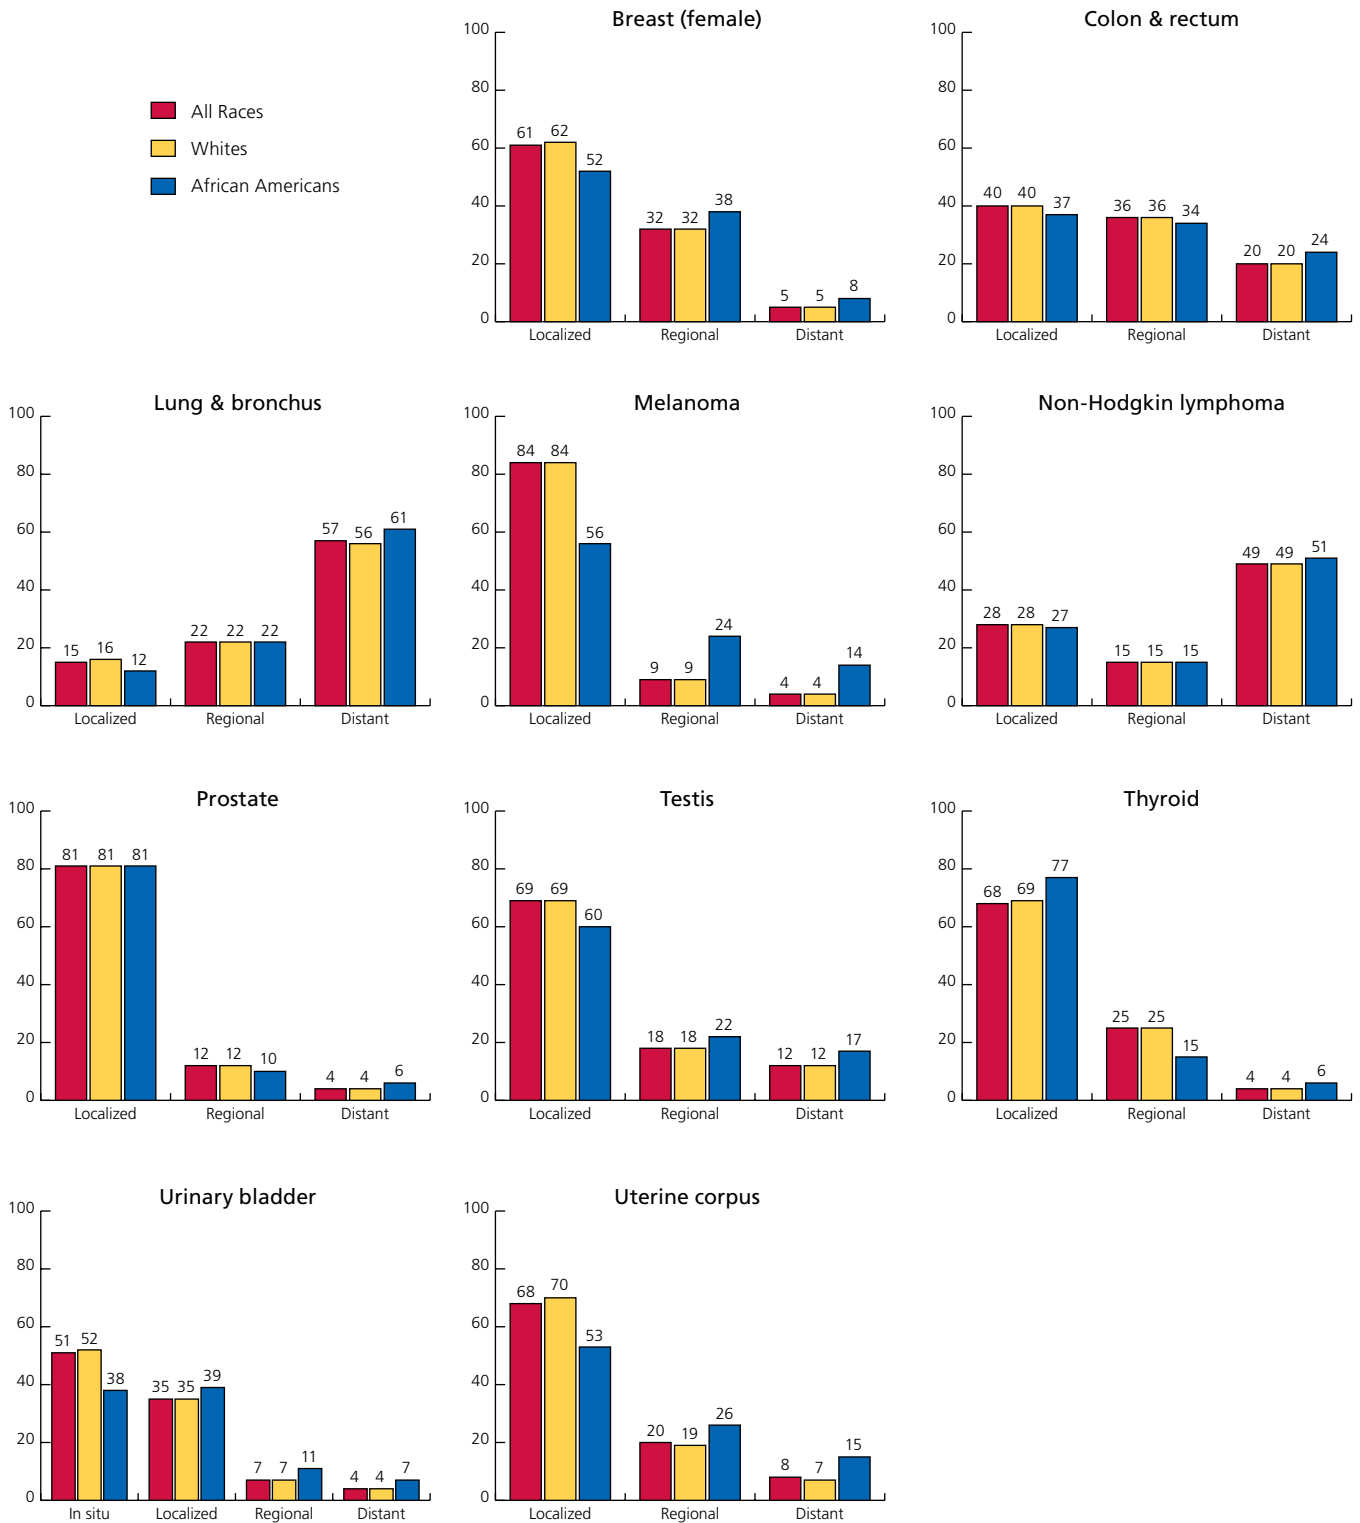 All Races
Whites
African Americans
Breast (female)
100
80
60
40
20
0
61 62 52
32 32 38
5 5 8
Localized Regional Distant
Colon & rectum
100
80
60
40
20
0
40 40 37
36 36 34
20 20 24
Localized Regional Distant
Lung & bronchus
100
80
60
40
20
0
15 16 12
22 22 22
57 56 61
Localized Regional Distant
Melanoma
100
80
60
40
20
0
84 84 56
9 9 24
4 4 14
Localized Regional Distant
Non-Hodgkin lymphoma
100
80
60
40
20
0
28 28 27
15 15 15
49 49 51
Localized Regional Distant
Prostate
100
80
60
40
20
0
81 81 81
12 12 10
4 4 6
Localized Regional Distant
Testis
100
80
60
40
20
0
69 69 60
18 18 22
12 12 17
Localized Regional Distant
Thyroid
100
80
60
40
20
0
68 69 77
25 25 15
4 4 6
Localized Regional Distant
Urinary bladder
100
80
60
40
20
0
51 52 38
35 35 39
7 7 11
4 4 7
In situ Localized Regional Distant
Uterine corpus
100
80
60
40
20
0
68 70 53
20 19 26
8 7 15
Localized Regional Distant